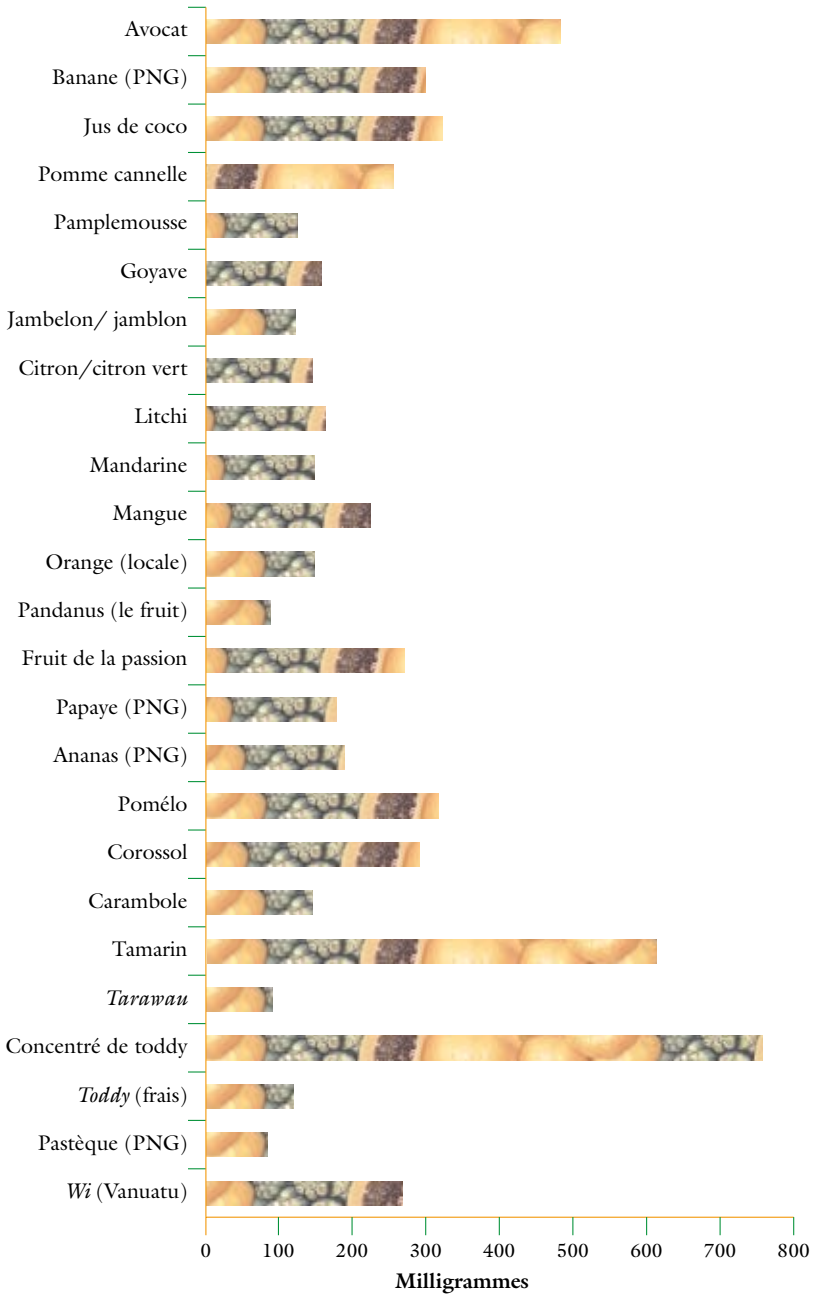 Avocat
Banane (PNG)
Jus de coco
Pomme cannelle
Pamplemousse
Goyave
Jambelon/ jamblon
Citron/citron vert
Litchi
Mandarine
Mangue
Orange (locale)
Pandanus (le fruit)
Fruit de la passion
Papaye (PNG)
Ananas (PNG)
Pomélo
Corossol
Carambole
Tamarin
Tarawau
Concentré de toddy
Toddy (frais)
Pastèque (PNG)
Wi (Vanuatu)
0 100 200 300 400 500 600 700 800
Milligrammes